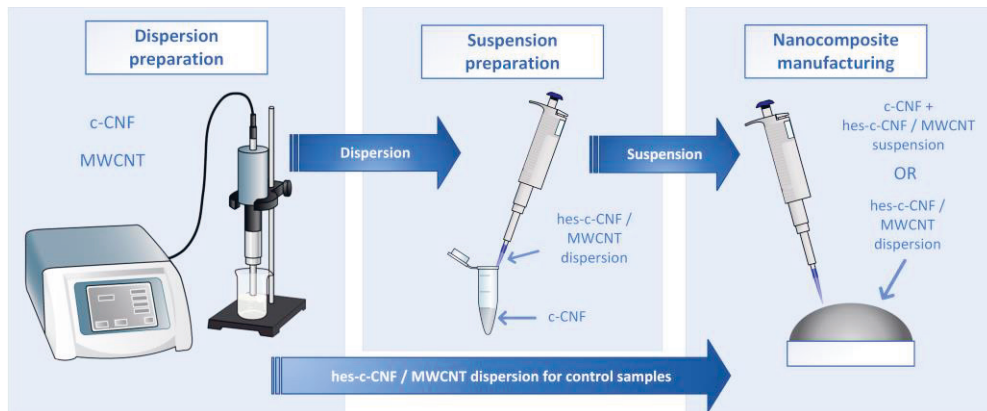 Dispersion
preparation
c-CNF
MWCNT
Dispersion
Suspension
preparation
hes-c-CNF /
MWCNT
dispersion
c-CNF
Suspension
Nanocomposite
manufacturing
c-CNF +
hes-c-CNF / MWCNT
suspension
OR
hes-c-CNF /
MWCNT
dispersion
hes-c-CNF / MWCNT dispersion for control samples